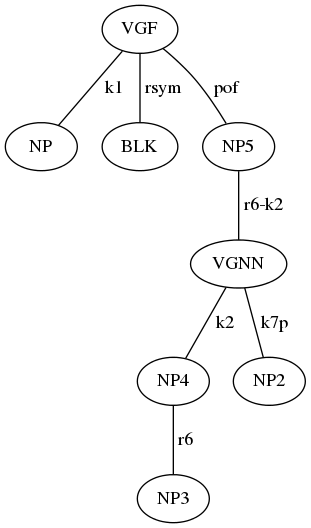 VGF
k1 rsym pof
NP BLK NP5
r6-k2
VGNN
k2 k7p
NP4 NP2
r6
NP3